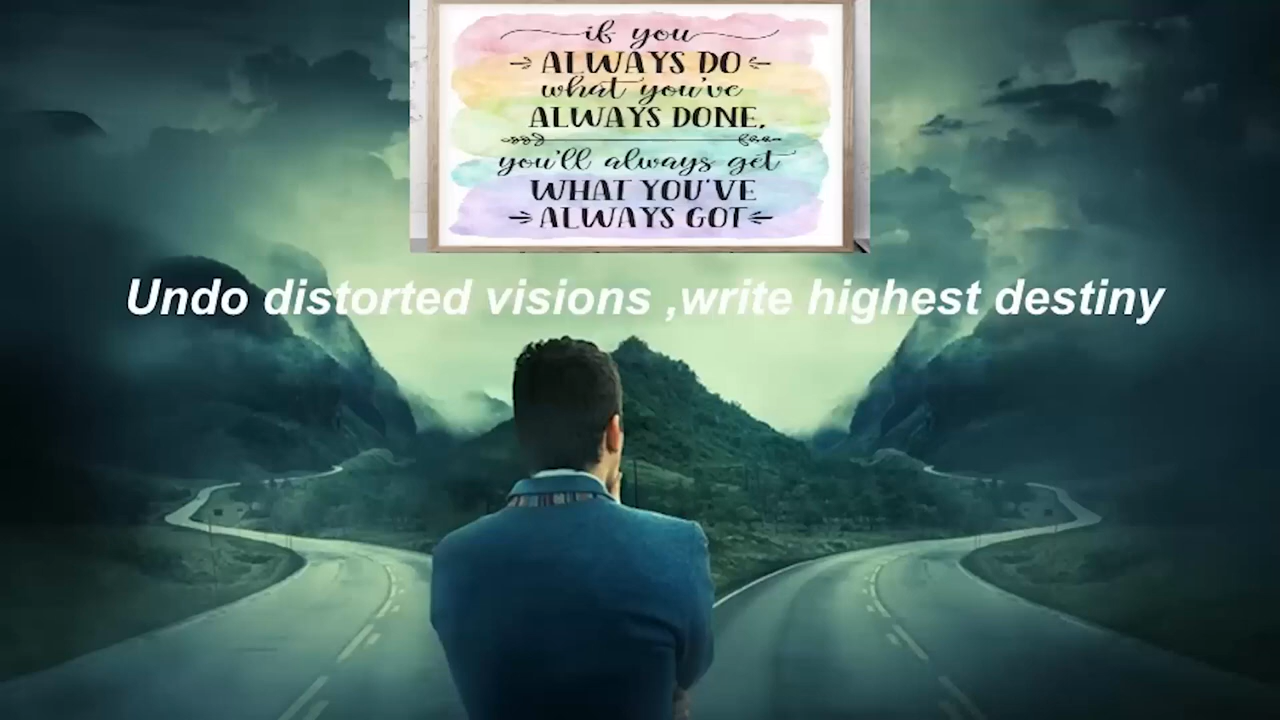 if you
ALWAYS DO
what you've
ALWAYS DONE,
you'll always get
WHAT YOU'VE
ALWAYS GOT
Undo distorted visions ,write highest destiny